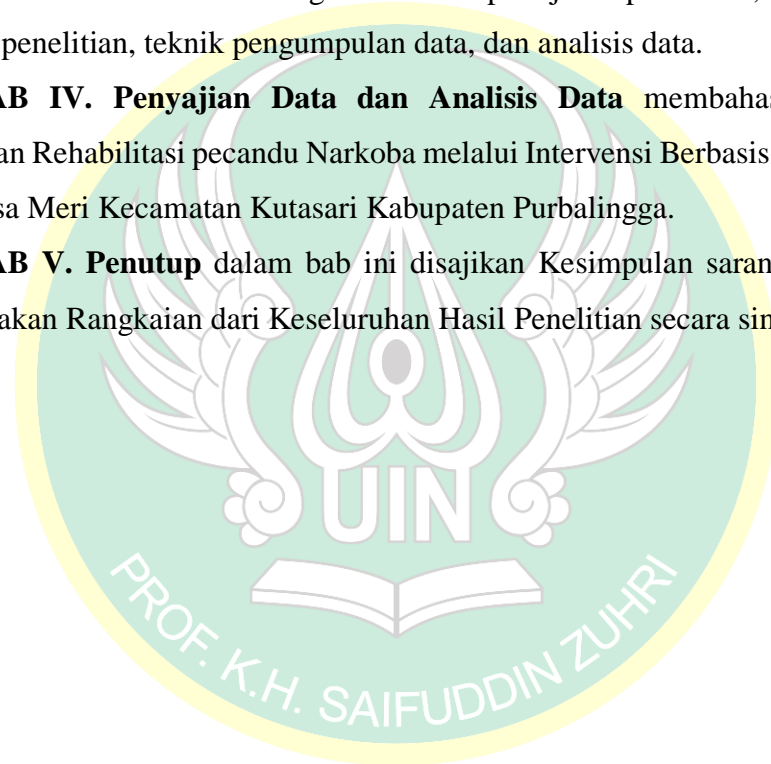 penelitian, teknik pengumpulan data, dan analisis data.
AB IV. Penyajian Data dan Analisis Data membahas
an Rehabilitasi pecandu Narkoba melalui Intervensi Berbasis
sa Meri Kecamatan Kutasari Kabupaten Purbalingga.
AB V. Penutup dalam bab ini disajikan Kesimpulan saran
akan Rangkaian dari Keseluruhan Hasil Penelitian secara sin
UIN
PROF. K.H. SAIFUDDIN ZUHRI